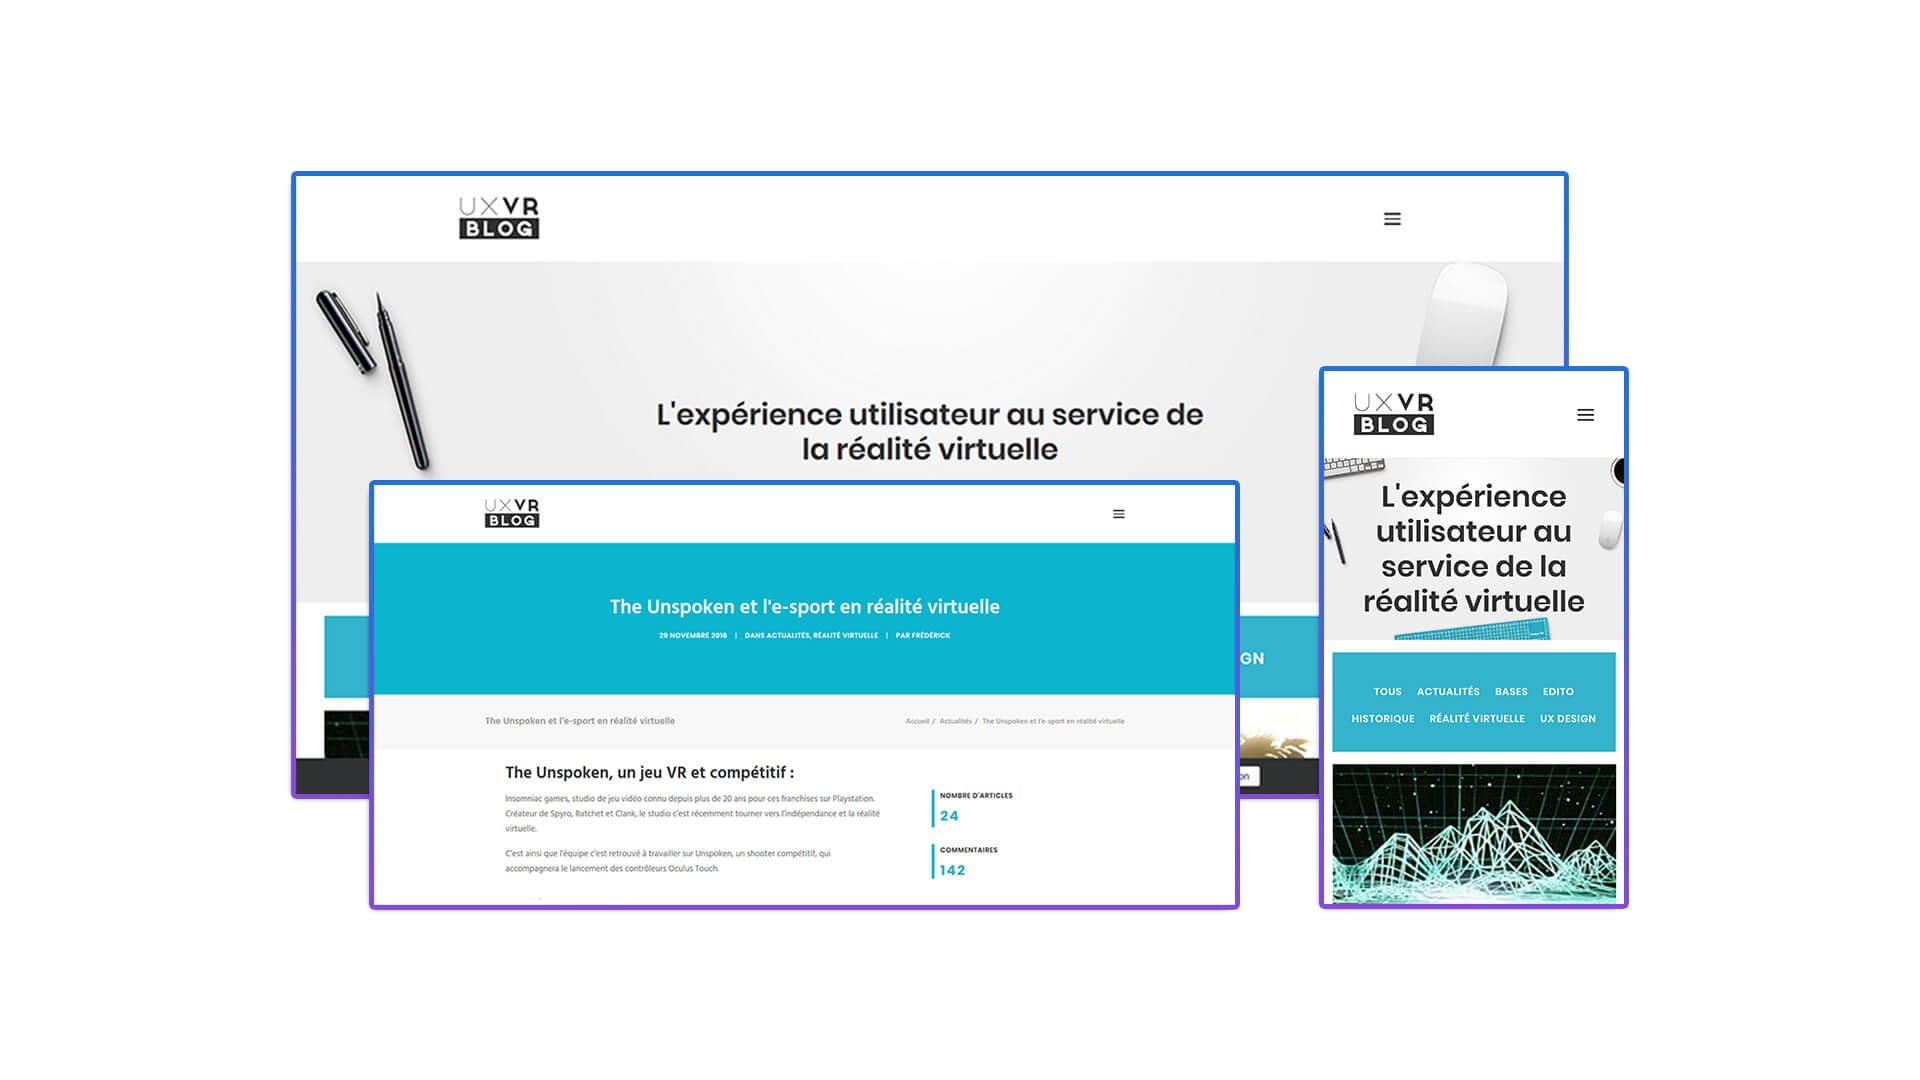 UXVR
BLOG
L'expérience utilisateur au service de
la réalité virtuelle
GN
on
UXVR
BLOG
The Unspoken et l'e-sport en réalité virtuelle
29 NOVEMBRE 2016 | DANS ACTUALITÉS, RÉALITÉ VIRTUELLE | PAR FRÉDÉRICK
The Unspoken et l'e-sport en réalité virtuelle
Accueil / Actualités / The Unspoken et l'e-sport en réalité virtuelle
The Unspoken, un jeu VR et compétitif :
Insomniac games, studio de jeu vidéo connu depuis plus de 20 ans pour ces franchises sur Playstation.
Créateur de Spyro, Ratchet et Clank, le studio c'est récemment tourner vers l'indépendance et la réalité
virtuelle.
C'est ainsi que l'équipe c'est retrouvé à travailler sur Unspoken, un shooter compétitif, qui
accompagnera le lancement des contrôleurs Oculus Touch.
NOMBRE D'ARTICLES
24
COMMENTAIRES
142
UXVR
BLOG
L'expérience
utilisateur au
service de la
réalité virtuelle
TOUS ACTUALITÉS BASES EDITO
HISTORIQUE RÉALITÉ VIRTUELLE UX DESIGN